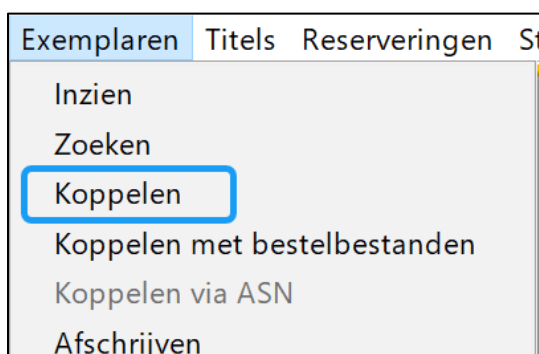 Exemplaren Titels Reserveringen
Inzien
Zoeken
Koppelen
Koppelen met bestelbestanden
Koppelen via ASN
Afschrijven